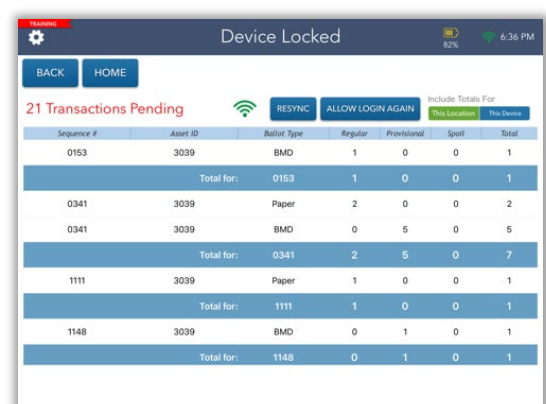 TRAINING
Device Locked
82%
6:36 PM
BACK HOME
21 Transactions Pending
RESYNC ALLOW LOGIN AGAIN
Include Totals For
This Location This Device
Sequence # Asset ID Ballot Type Regular Provisional Spoil Total
0153 3039 BMD 1 0 0 1
Total for: 0153 1 0 0 1
0341 3039 Paper 2 0 0 2
0341 3039 BMD 0 5 0 5
Total for: 0341 2 5 0 7
1111 3039 Paper 1 0 0 1
Total for: 1111 1 0 0 1
1148 3039 BMD 0 1 0 1
Total for: 1148 0 1 0 1